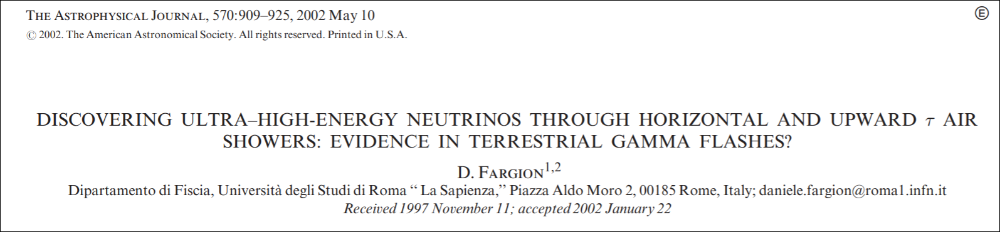 THE ASTROPHYSICAL JOURNAL, 570:909–925, 2002 May 10
Ⓔ
© 2002. The American Astronomical Society. All rights reserved. Printed in U.S.A.
DISCOVERING ULTRA–HIGH-ENERGY NEUTRINOS THROUGH HORIZONTAL AND UPWARD τ AIR
SHOWERS: EVIDENCE IN TERRESTRIAL GAMMA FLASHES?
D. FARGION1,2
Dipartamento di Fiscia, Università degli Studi di Roma “ La Sapienza,” Piazza Aldo Moro 2, 00185 Rome, Italy; daniele.fargion@roma1.infn.it
Received 1997 November 11; accepted 2002 January 22